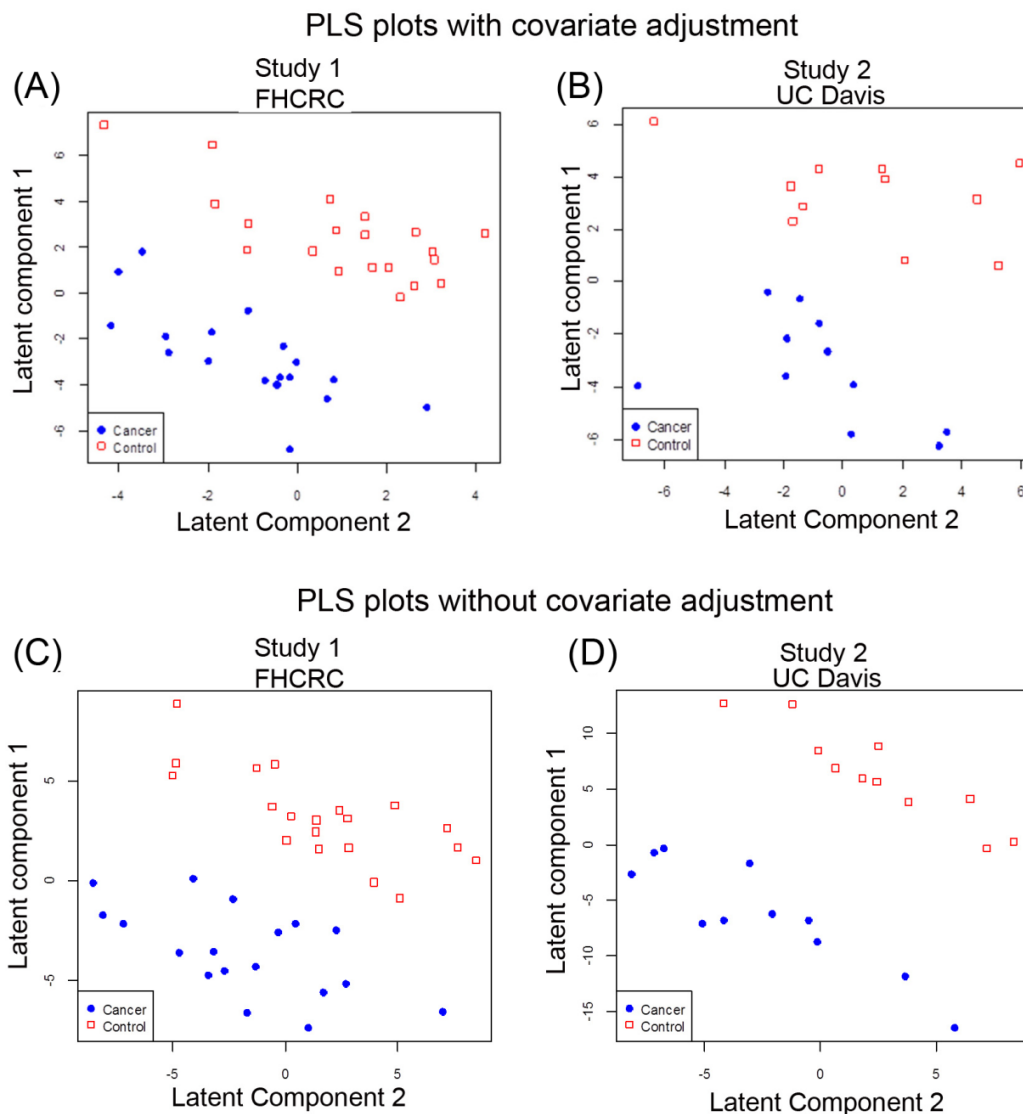 PLS plots with covariate adjustment
(A)
Study 1
FHCRC
Latent component 1
6
4
2
0
-2
-4
-6
Cancer
Control
-4
-2
0
2
4
Latent Component 2
(B)
Study 2
UC Davis
Latent component 1
6
4
2
0
-2
-4
-6
Cancer
Control
-6
-4
-2
0
2
4
6
Latent Component 2
PLS plots without covariate adjustment
(C)
Study 1
FHCRC
Latent component 1
5
0
-5
Cancer
Control
-5
0
5
Latent Component 2
(D)
Study 2
UC Davis
Latent component 1
10
5
0
-5
-10
-15
Cancer
Control
-5
0
5
Latent Component 2